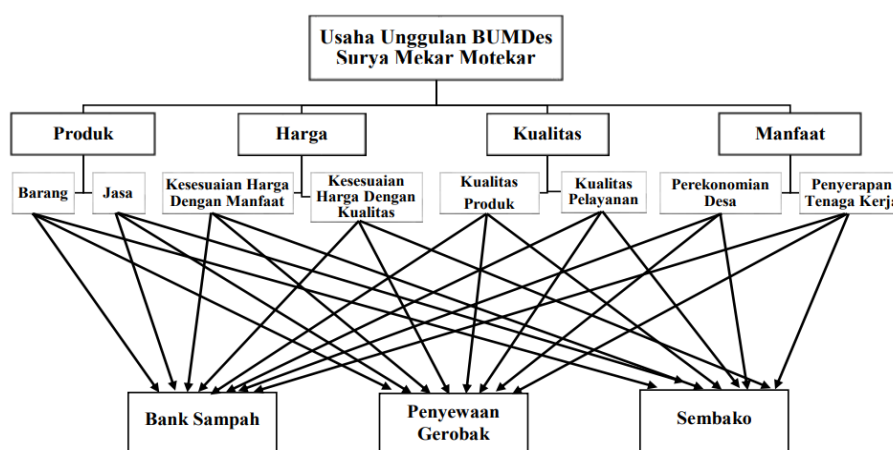 Usaha Unggulan BUMDes
Surya Mekar Motekar
Produk
Harga
Kualitas
Manfaat
Barang
Jasa
Kesesuaian Harga
Dengan Manfaat
Kesesuaian
Harga Dengan
Kualitas
Kualitas
Produk
Kualitas
Pelayanan
Perekonomian
Desa
Penyerapan
Tenaga Kerja
Bank Sampah
Penyewaan
Gerobak
Sembako